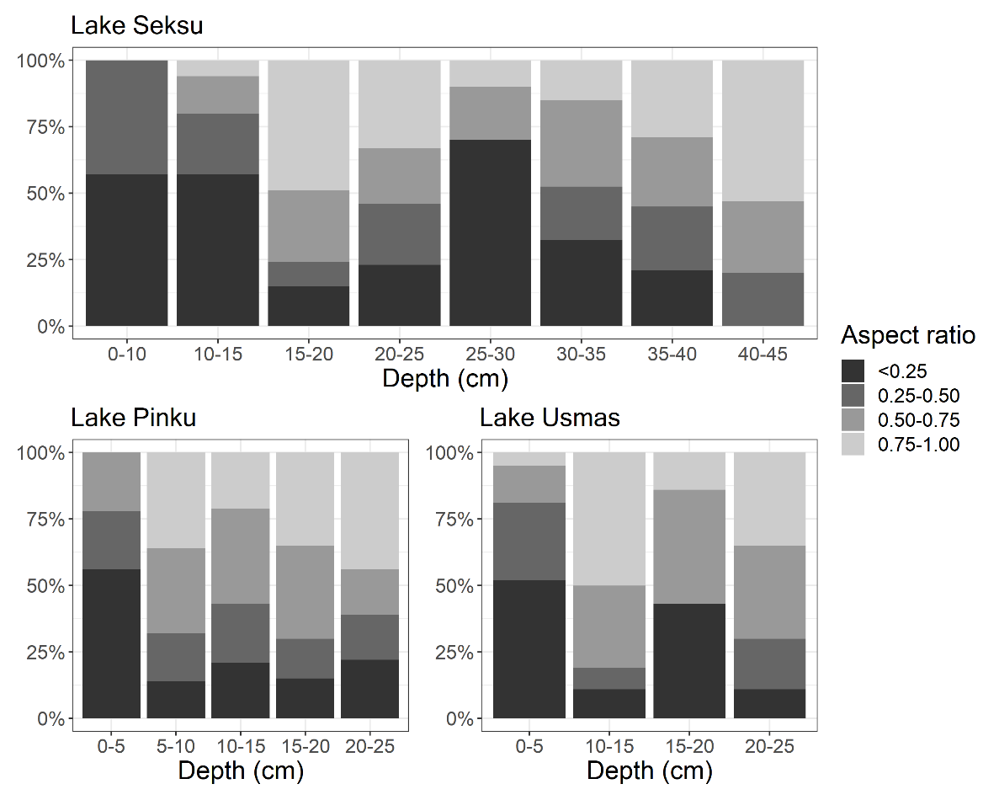 Lake Seksu
100%
75%
50%
25%
0%
0-10 10-15 15-20 20-25 25-30 30-35 35-40 40-45
Depth (cm)
Aspect ratio
<0.25
0.25-0.50
0.50-0.75
0.75-1.00
Lake Pinku
100%
75%
50%
25%
0%
0-5 5-10 10-15 15-20 20-25
Depth (cm)
Lake Usmas
100%
75%
50%
25%
0%
0-5 10-15 15-20 20-25
Depth (cm)